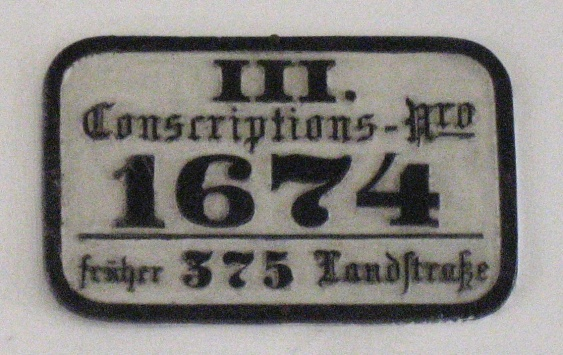 III.
Conscriptions-Nro
1674
früher 375 Landstraße